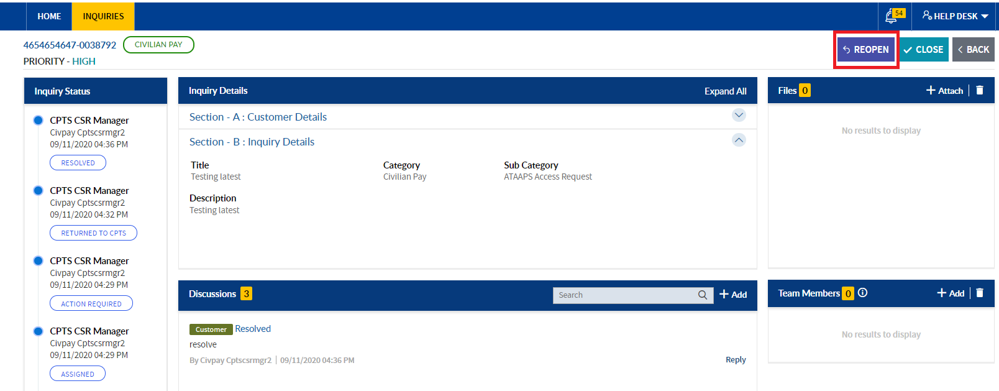 HOME
INQUIRIES
54
HELP DESK
4654654647-0038792
CIVILIAN PAY
PRIORITY - HIGH
REOPEN
CLOSE
BACK
Inquiry Status
CPTS CSR Manager
Civpay Cptscsrmgr2
09/11/2020 04:36 PM
RESOLVED
CPTS CSR Manager
Civpay Cptscsrmgr2
09/11/2020 04:32 PM
RETURNED TO CPTS
CPTS CSR Manager
Civpay Cptscsrmgr2
09/11/2020 04:29 PM
ACTION REQUIRED
CPTS CSR Manager
Civpay Cptscsrmgr2
09/11/2020 04:29 PM
ASSIGNED
Inquiry Details
Expand All
Section - A : Customer Details
Section - B : Inquiry Details
Title
Testing latest
Category
Civilian Pay
Sub Category
ATAAPS Access Request
Description
Testing latest
Discussions 3
Search
Add
Customer Resolved
resolve
By Civpay Cptscsrmgr2 | 09/11/2020 04:36 PM
Reply
Files 0
Attach
No results to display
Team Members 0
Add
No results to display